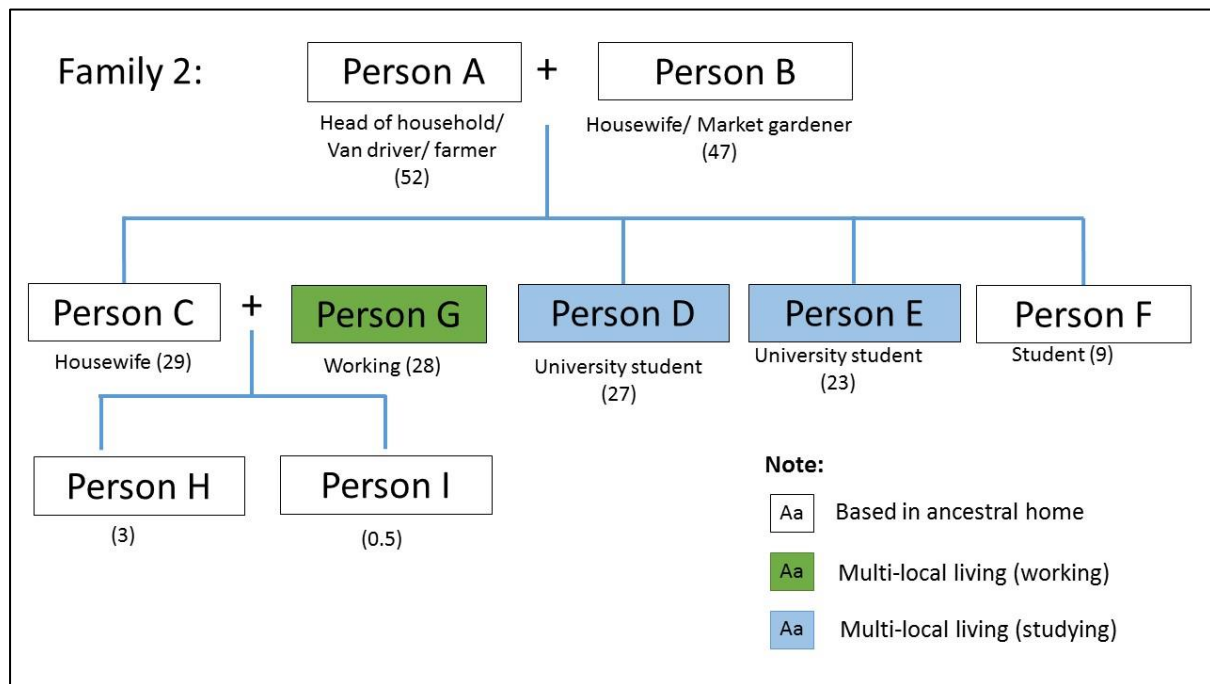 Family 2:
Person A + Person B
Head of household/
Van driver/ farmer
(52)
Housewife/ Market gardener
(47)
Person C + Person G Person D Person E Person F
Housewife (29)
Working (28)
University student
(27)
University student
(23)
Student (9)
Person H Person I
(3)
(0.5)
Note:
Aa Based in ancestral home
Aa Multi-local living (working)
Aa Multi-local living (studying)